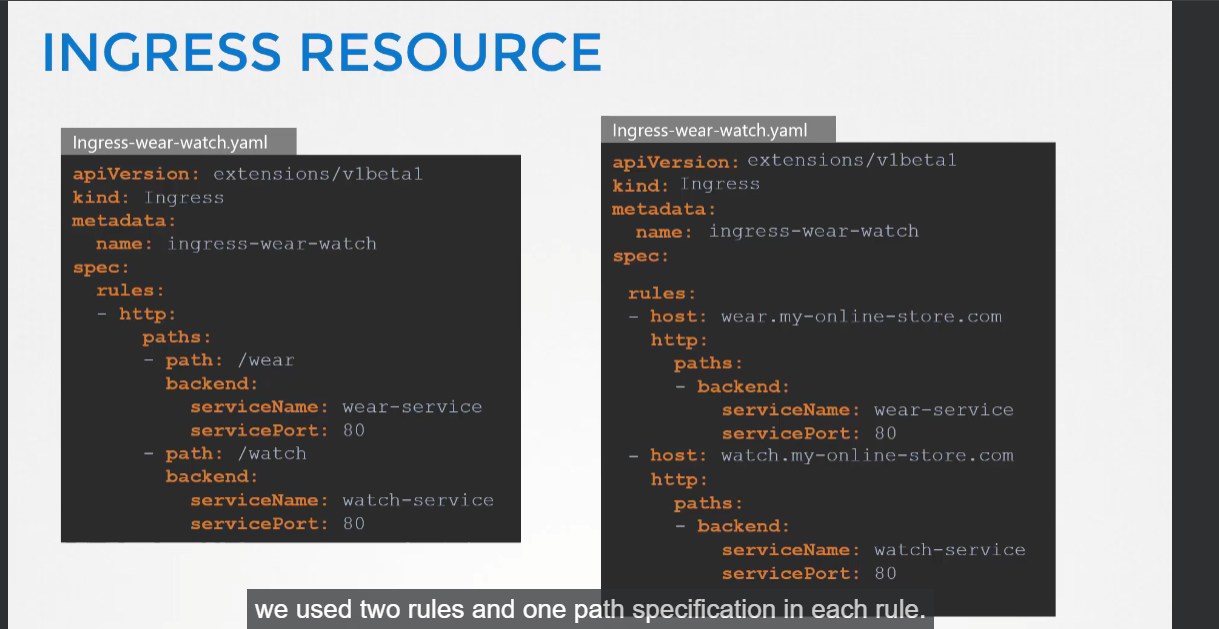 INGRESS RESOURCE
Ingress-wear-watch.yaml
apiVersion: extensions/v1beta1
kind: Ingress
metadata:
  name: ingress-wear-watch
spec:
  rules:
  - http:
      paths:
      - path: /wear
        backend:
          serviceName: wear-service
          servicePort: 80
      - path: /watch
        backend:
          serviceName: watch-service
          servicePort: 80
Ingress-wear-watch.yaml
apiVersion: extensions/v1beta1
kind: Ingress
metadata:
  name: ingress-wear-watch
spec:
  rules:
  - host: wear.my-online-store.com
    http:
      paths:
      - backend:
          serviceName: wear-service
          servicePort: 80
  - host: watch.my-online-store.com
    http:
      paths:
      - backend:
          serviceName: watch-service
          servicePort: 80
we used two rules and one path specification in each rule.